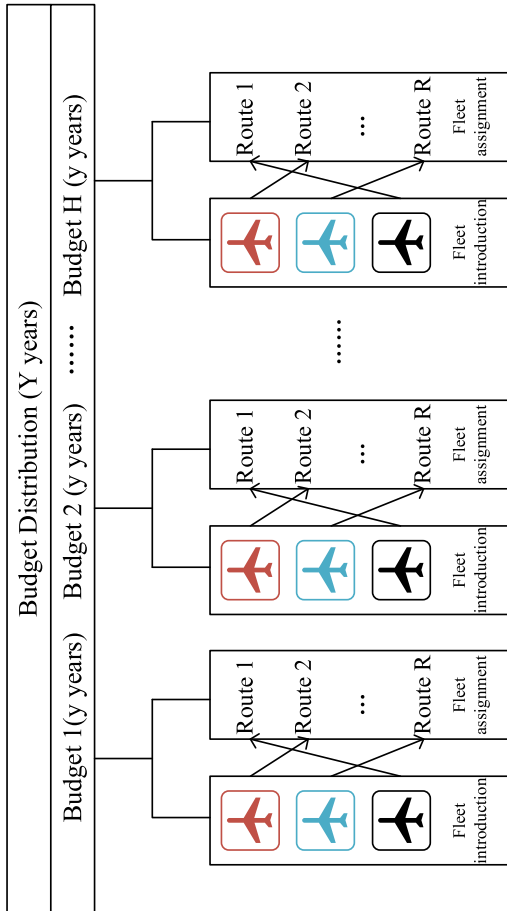 Budget Distribution (Y years)
Budget 1(y years)
Budget 2 (y years)
......
Budget H (y years)
Fleet
introduction
Route 1
Route 2
...
Route R
Fleet
assignment
Fleet
introduction
Route 1
Route 2
...
Route R
Fleet
assignment
......
Fleet
introduction
Route 1
Route 2
...
Route R
Fleet
assignment